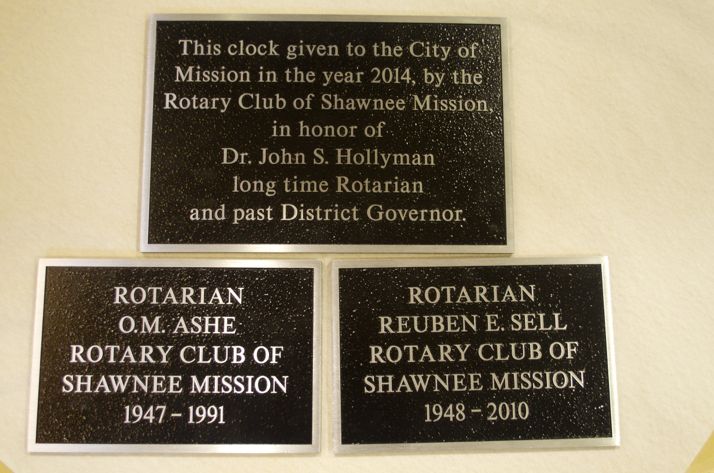 This clock given to the City of
Mission in the year 2014, by the
Rotary Club of Shawnee Mission,
in honor of
Dr. John S. Hollyman
long time Rotarian
and past District Governor.
ROTARIAN
O.M. ASHE
ROTARY CLUB OF
SHAWNEE MISSION
1947 – 1991
ROTARIAN
REUBEN E. SELL
ROTARY CLUB OF
SHAWNEE MISSION
1948 – 2010